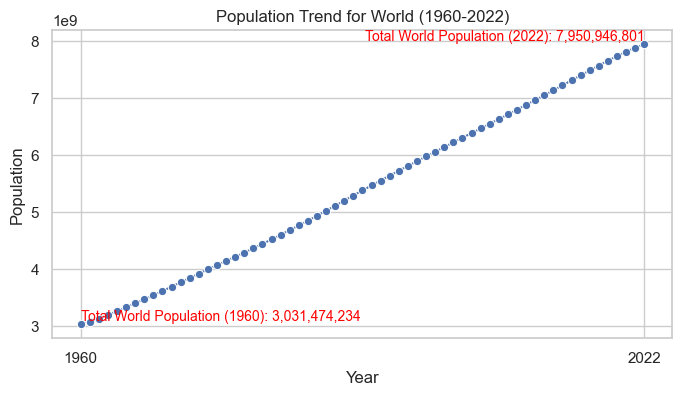 Population Trend for World (1960-2022)
1e9
Total World Population (2022): 7,950,946,801
8
7
6
5
4
3
Population
Total World Population (1960): 3,031,474,234
1960
2022
Year